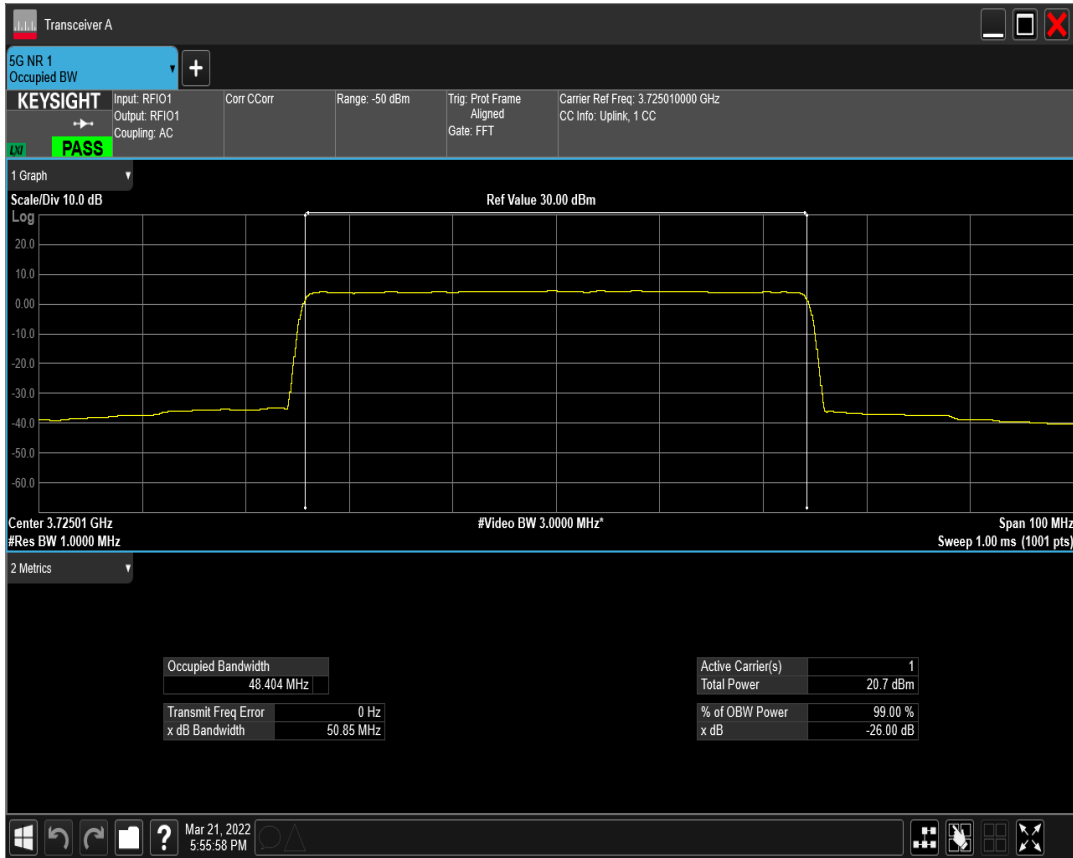 Transceiver A
5G NR 1
Occupied BW
+
KEYSIGHT
LXI
PASS
Input: RFIO1
Output: RFIO1
Coupling: AC
Corr CCorr
Range: -50 dBm
Trig: Prot Frame
Aligned
Gate: FFT
Carrier Ref Freq: 3.725010000 GHz
CC Info: Uplink, 1 CC
1 Graph
Scale/Div 10.0 dB
Ref Value 30.00 dBm
Log
20.0
10.0
0.00
-10.0
-20.0
-30.0
-40.0
-50.0
-60.0
Center 3.72501 GHz
#Video BW 3.0000 MHz*
Span 100 MHz
#Res BW 1.0000 MHz
Sweep 1.00 ms (1001 pts)
2 Metrics
Occupied Bandwidth
48.404 MHz
Transmit Freq Error 0 Hz
x dB Bandwidth 50.85 MHz
Active Carrier(s) 1
Total Power 20.7 dBm
% of OBW Power 99.00 %
x dB -26.00 dB
?
Mar 21, 2022
5:55:58 PM